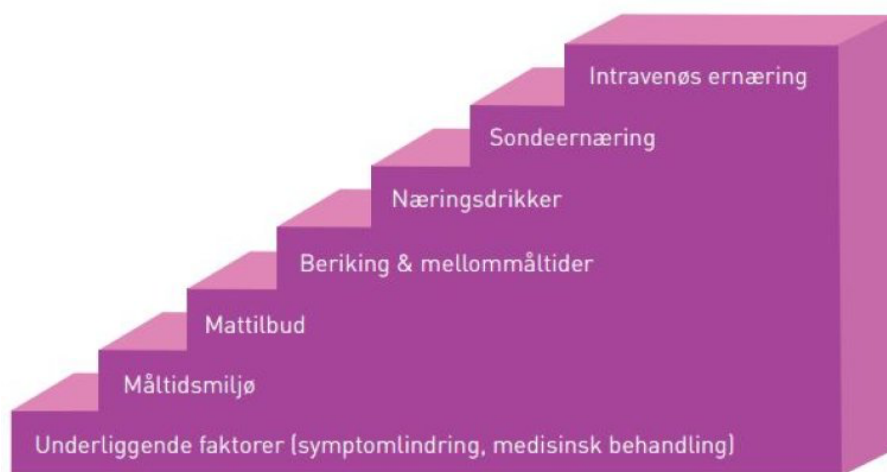 Intravenøs ernæring
Sondeernæring
Næringsdrikker
Beriking & mellommåltider
Mattilbud
Måltidsmiljø
Underliggende faktorer (symptomlindring, medisinsk behandling)